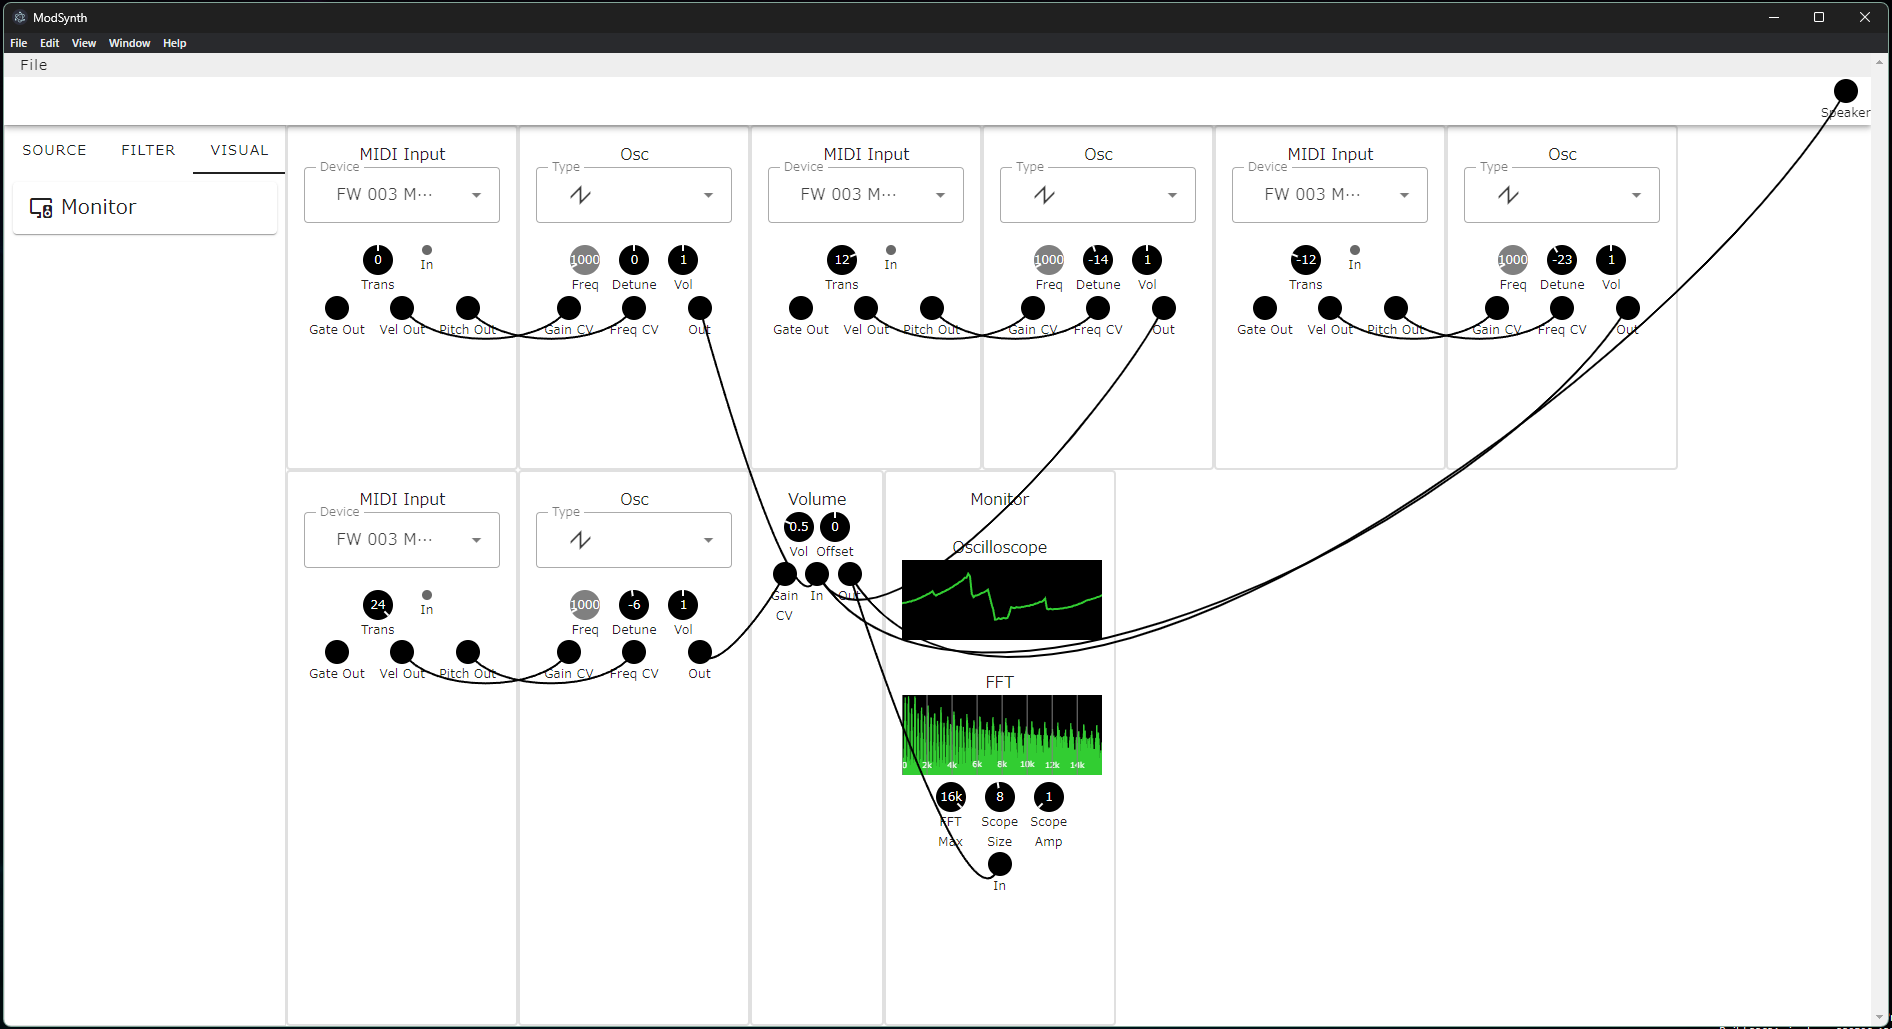 ModSynth
File Edit View Window Help
File
Speaker
SOURCE FILTER VISUAL
Monitor
MIDI Input
Device
FW 003 M···
0
Trans
In
Gate Out Vel Out Pitch Out
Osc
Type
1000 0 1
Freq Detune Vol
Gain CV Freq CV Out
MIDI Input
Device
FW 003 M···
12
Trans
In
Gate Out Vel Out Pitch Out
Osc
Type
1000 -14 1
Freq Detune Vol
Gain CV Freq CV Out
MIDI Input
Device
FW 003 M···
-12
Trans
In
Gate Out Vel Out Pitch Out
Osc
Type
1000 -23 1
Freq Detune Vol
Gain CV Freq CV Out
MIDI Input
Device
FW 003 M···
24
Trans
In
Gate Out Vel Out Pitch Out
Osc
Type
1000 -6 1
Freq Detune Vol
Gain CV Freq CV Out
Volume
0.5 0
Vol Offset
Gain CV In Out
Monitor
Oscilloscope
FFT
0 2k 4k 6k 8k 10k 12k 14k
16k 8 1
FFT Max Scope Size Scope Amp
In